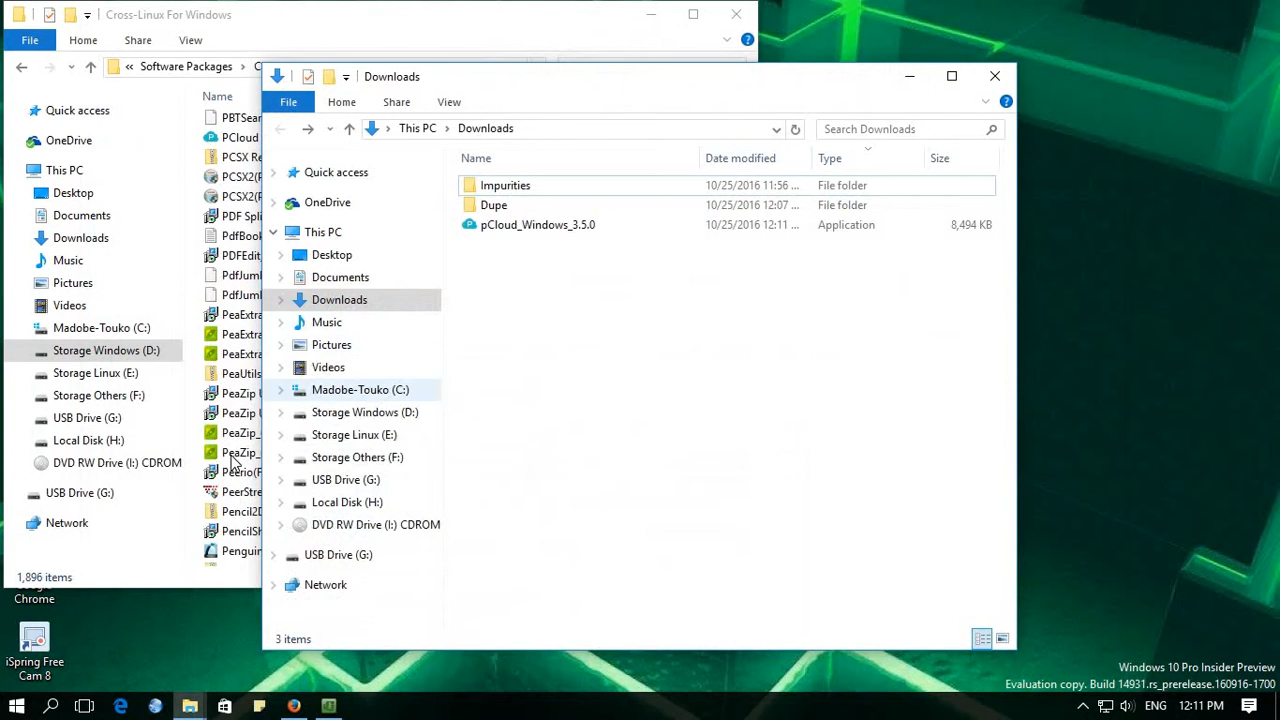 Cross-Linux For Windows
File Home Share View
« Software Packages › C
Name
Quick access
OneDrive
This PC
Desktop
Documents
Downloads
Music
Pictures
Videos
Madobe-Touko (C:)
Storage Windows (D:)
Storage Linux (E:)
Storage Others (F:)
USB Drive (G:)
Local Disk (H:)
DVD RW Drive (I:) CDROM
USB Drive (G:)
Network
PBTSear
PCloud
PCSX Re
PCSX2(
PCSX2(
PDF Spli
PdfBook
PDFEdit_
PdfJuml
PdfJuml
PeaExtra
PeaExtra
PeaExtra
PeaUtils
PeaZip U
PeaZip U
PeaZip_
PeaZip_
Peerio(
PeerStre
Pencil2D
PencilSh
Penguin
1,896 items
Downloads
File Home Share View
This PC › Downloads
Search Downloads
Name Date modified Type Size
Impurities 10/25/2016 11:56 ... File folder
Dupe 10/25/2016 12:07 ... File folder
pCloud_Windows_3.5.0 10/25/2016 12:11 ... Application 8,494 KB
Quick access
OneDrive
This PC
Desktop
Documents
Downloads
Music
Pictures
Videos
Madobe-Touko (C:)
Storage Windows (D:)
Storage Linux (E:)
Storage Others (F:)
USB Drive (G:)
Local Disk (H:)
DVD RW Drive (I:) CDROM
USB Drive (G:)
Network
3 items
Chrome
iSpring Free
Cam 8
Windows 10 Pro Insider Preview
Evaluation copy. Build 14931.rs_prerelease.160916-1700
ENG 12:11 PM